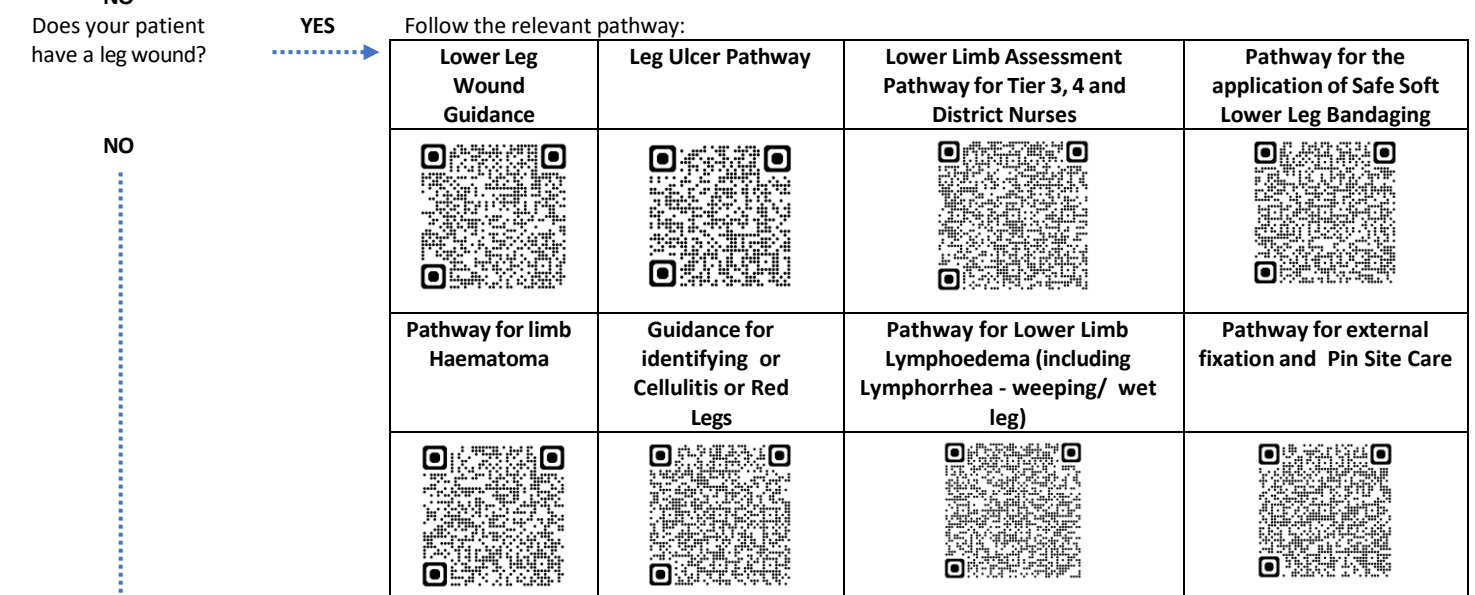 NO
Does your patient
have a leg wound?
YES
Follow the relevant pathway:
Lower Leg
Wound
Guidance
Leg Ulcer Pathway
Lower Limb Assessment
Pathway for Tier 3, 4 and
District Nurses
Pathway for the
application of Safe Soft
Lower Leg Bandaging
NO
Pathway for limb
Haematoma
Guidance for
identifying or
Cellulitis or Red
Legs
Pathway for Lower Limb
Lymphoedema (including
Lymphorrhea - weeping/ wet
leg)
Pathway for external
fixation and Pin Site Care